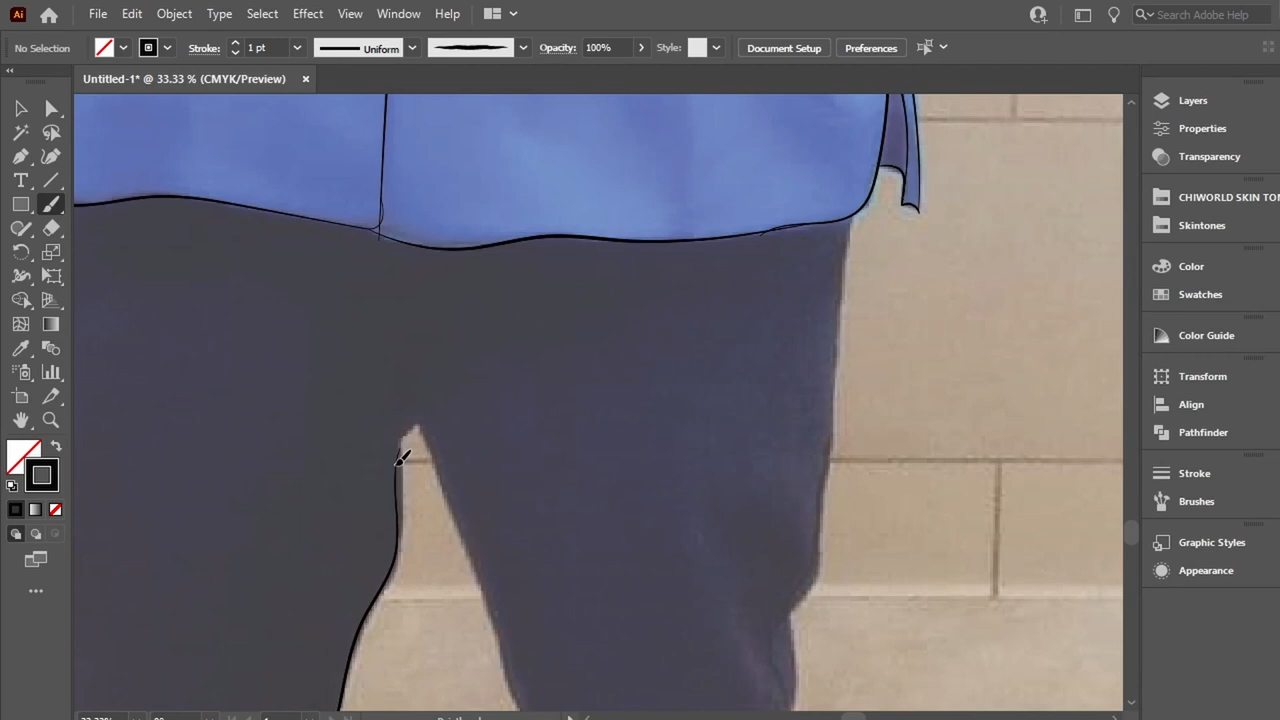 Ai File Edit Object Type Select Effect View Window Help Search Adobe Help
No Selection Stroke: 1 pt Uniform Opacity: 100% Style: Document Setup Preferences
Untitled-1* @ 33.33 % (CMYK/Preview) ×
Layers
Properties
Transparency
CHIWORLD SKIN TON
Skintones
Color
Swatches
Color Guide
Transform
Align
Pathfinder
Stroke
Brushes
Graphic Styles
Appearance